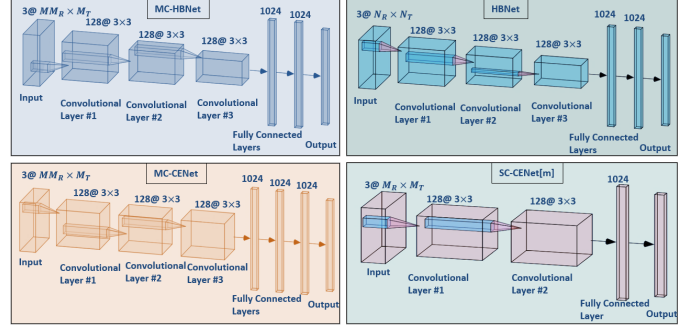 MC-HBNet
3@ MM_R × M_T
128@ 3×3
128@ 3×3
128@ 3×3
1024
1024
Input
Convolutional
Layer #1
Convolutional
Layer #2
Convolutional
Layer #3
Fully Connected
Layers
Output
HBNet
3@ N_R × N_T
128@ 3×3
128@ 3×3
128@ 3×3
1024
1024
Input
Convolutional
Layer #1
Convolutional
Layer #2
Convolutional
Layer #3
Fully Connected
Layers
Output
MC-CENet
3@ MM_R × M_T
128@ 3×3
128@ 3×3
128@ 3×3
1024
1024
1024
Input
Convolutional
Layer #1
Convolutional
Layer #2
Convolutional
Layer #3
Fully Connected
Layers
Output
SC-CENet[m]
3@ M_R × M_T
128@ 3×3
128@ 3×3
1024
Input
Convolutional
Layer #1
Convolutional
Layer #2
Fully Connected
Layer
Output